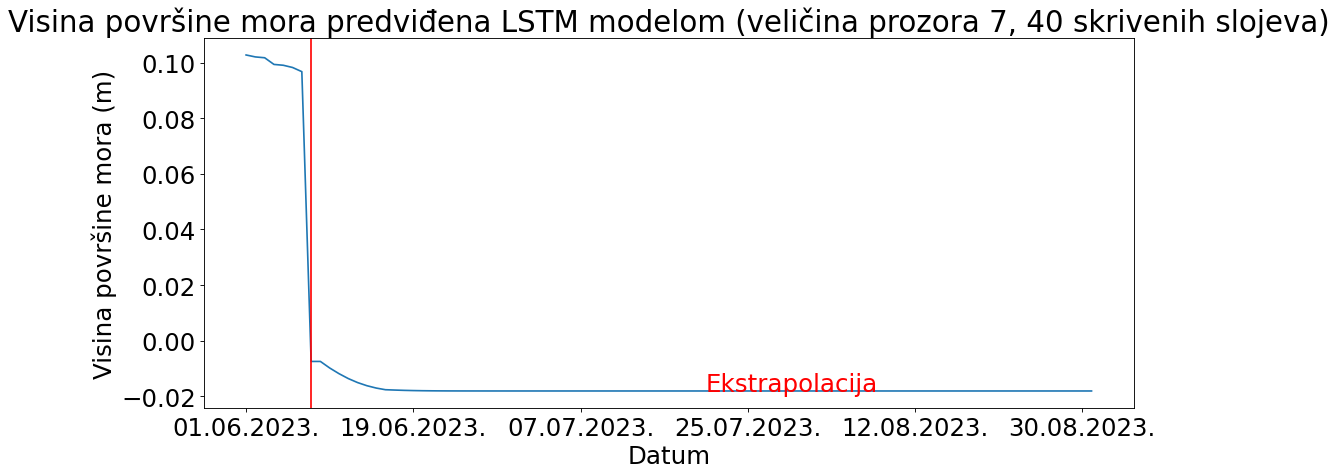 Visina površine mora predviđena LSTM modelom (veličina prozora 7, 40 skrivenih slojeva)
Visina površine mora (m)
0.10
0.08
0.06
0.04
0.02
0.00
−0.02
Ekstrapolacija
01.06.2023. 19.06.2023. 07.07.2023. 25.07.2023. 12.08.2023. 30.08.2023.
Datum